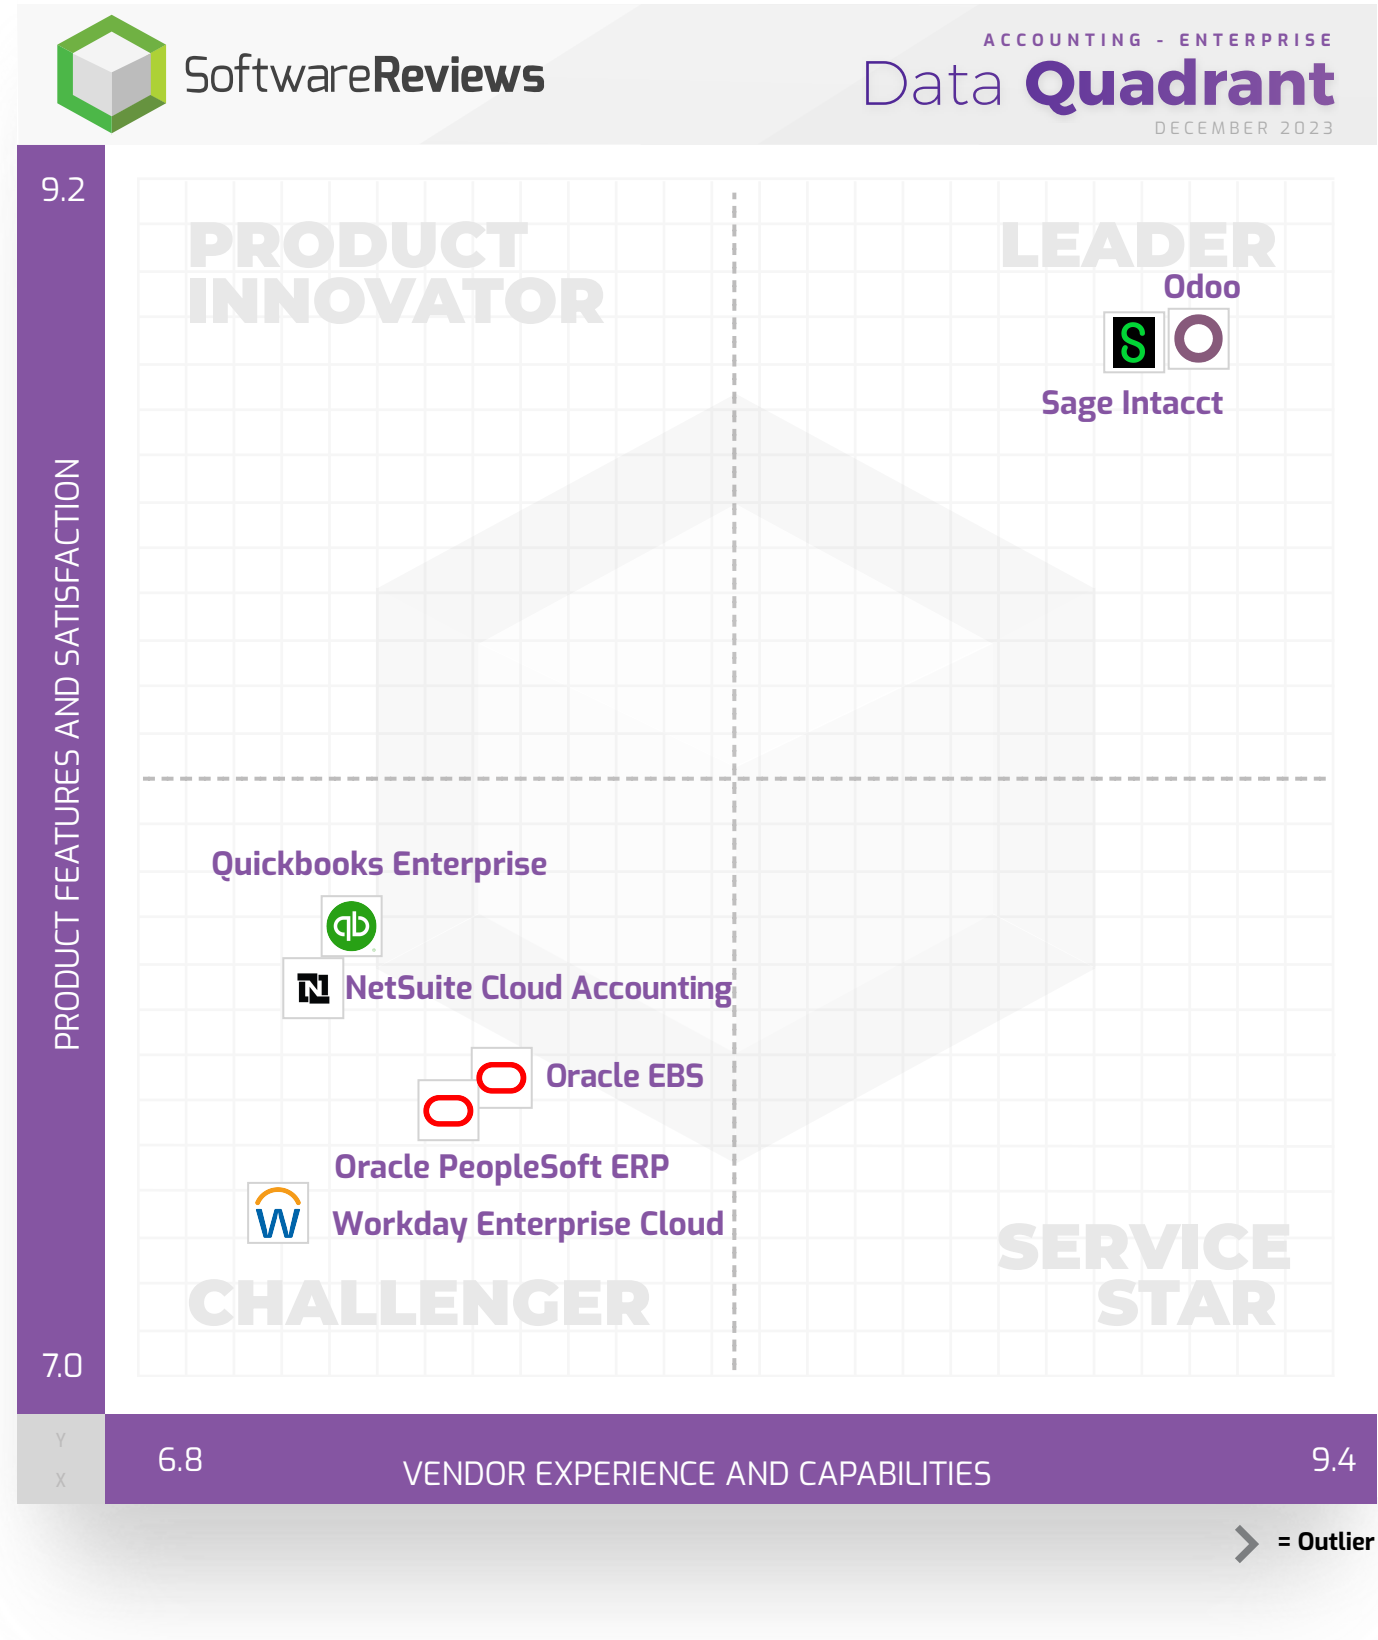 SoftwareReviews
ACCOUNTING - ENTERPRISE
Data Quadrant
DECEMBER 2023
9.2
PRODUCT FEATURES AND SATISFACTION
7.0
PRODUCT
INNOVATOR
LEADER
Odoo
S
Sage Intacct
Quickbooks Enterprise
qb
N
NetSuite Cloud Accounting
Oracle EBS
Oracle PeopleSoft ERP
W
Workday Enterprise Cloud
CHALLENGER
SERVICE
STAR
Y
X
6.8
VENDOR EXPERIENCE AND CAPABILITIES
9.4
= Outlier